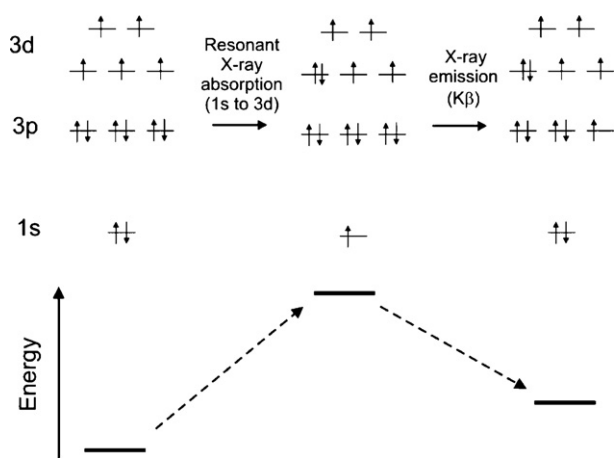 3d
Resonant
X-ray
absorption
(1s to 3d)
X-ray
emission
(Kβ)
3p
1s
Energy